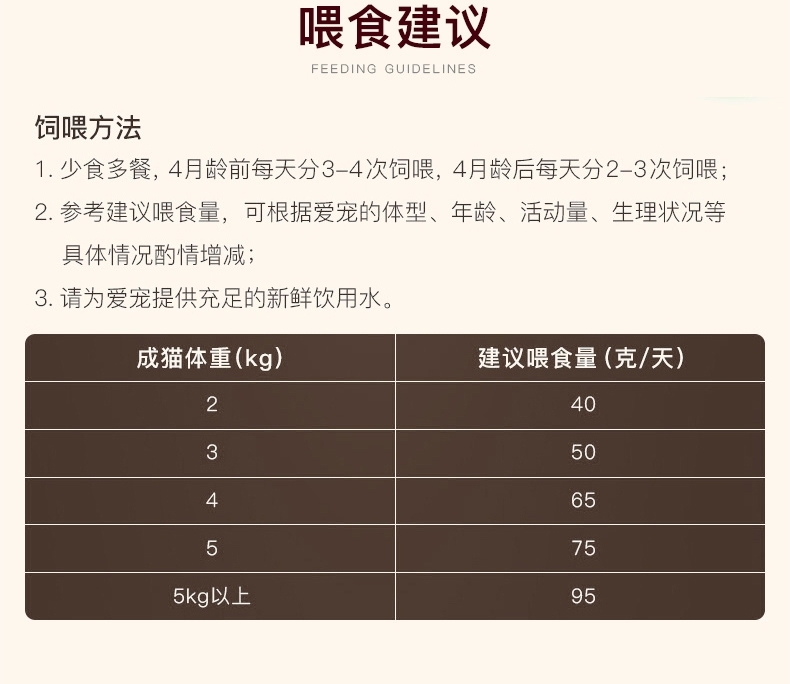 喂食建议
FEEDING GUIDELINES
饲喂方法
1. 少食多餐, 4月龄前每天分3-4次饲喂, 4月龄后每天分2-3次饲喂;
2. 参考建议喂食量, 可根据爱宠的体型、年龄、活动量、生理状况等
具体情况酌情增减;
3. 请为爱宠提供充足的新鲜饮用水。
成猫体重(kg) 建议喂食量(克/天)
2 40
3 50
4 65
5 75
5kg以上 95